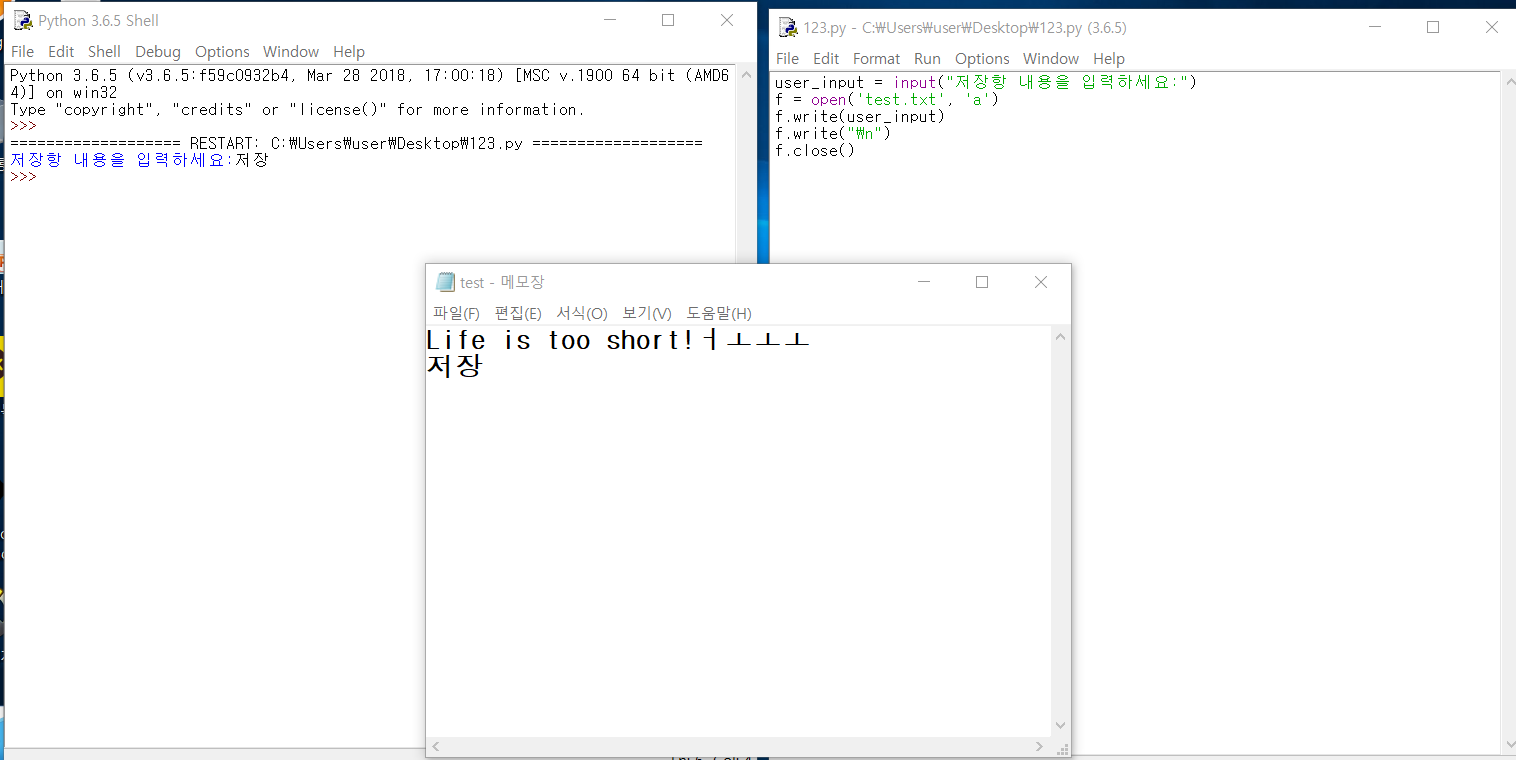 Python 3.6.5 Shell
File Edit Shell Debug Options Window Help
Python 3.6.5 (v3.6.5:f59c0932b4, Mar 28 2018, 17:00:18) [MSC v.1900 64 bit (AMD6
4)] on win32
Type "copyright", "credits" or "license()" for more information.
>>>
=================== RESTART: C:₩Users₩user₩Desktop₩123.py ===================
저장항 내용을 입력하세요:저장
>>>
123.py - C:₩Users₩user₩Desktop₩123.py (3.6.5)
File Edit Format Run Options Window Help
user_input = input("저장항 내용을 입력하세요:")
f = open('test.txt', 'a')
f.write(user_input)
f.write("₩n")
f.close()
test - 메모장
파일(F) 편집(E) 서식(O) 보기(V) 도움말(H)
Life is too short!ㅕㅗㅗㅗ
저장